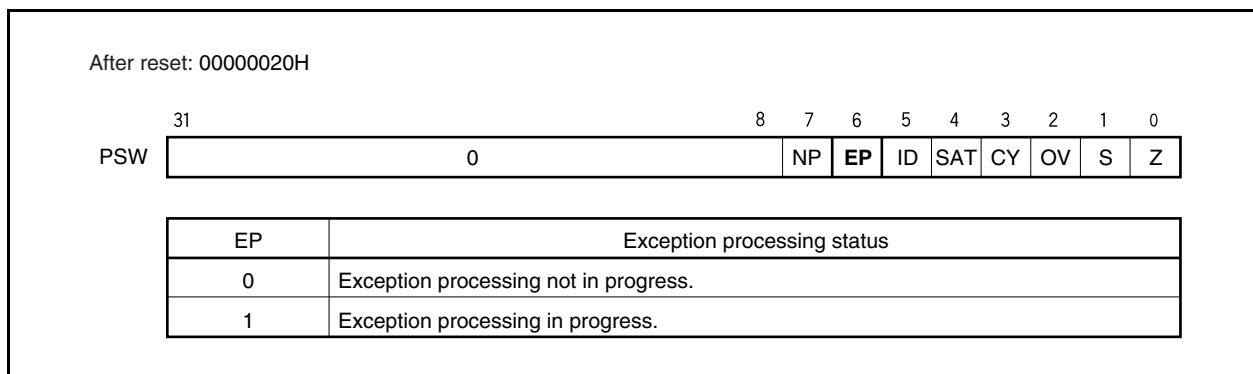 After reset: 00000020H
31 8 7 6 5 4 3 2 1 0
PSW 0 NP EP ID SAT CY OV S Z
EP Exception processing status
0 Exception processing not in progress.
1 Exception processing in progress.